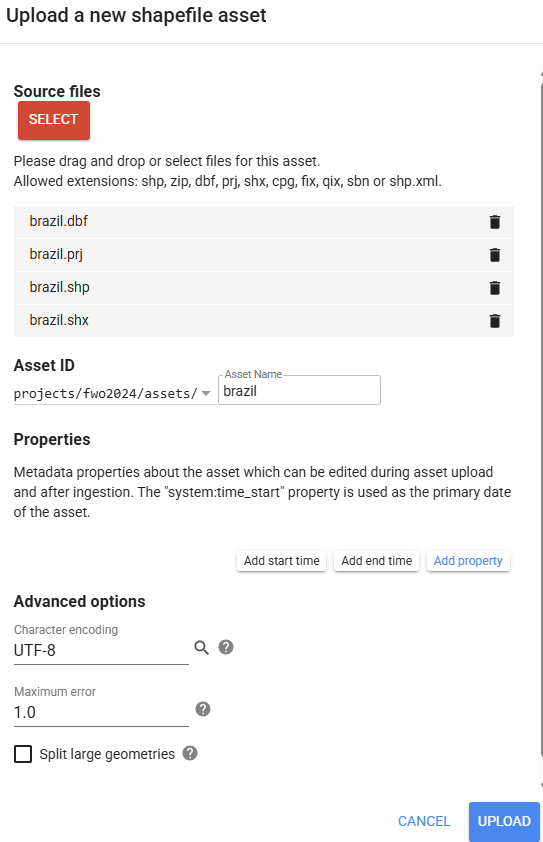 Upload a new shapefile asset
Source files
SELECT
Please drag and drop or select files for this asset.
Allowed extensions: shp, zip, dbf, prj, shx, cpg, fix, qix, sbn or shp.xml.
brazil.dbf
brazil.prj
brazil.shp
brazil.shx
Asset ID
projects/fwo2024/assets/
Asset Name
brazil
Properties
Metadata properties about the asset which can be edited during asset upload
and after ingestion. The "system:time_start" property is used as the primary date
of the asset.
Add start time Add end time Add property
Advanced options
Character encoding
UTF-8
Maximum error
1.0
Split large geometries
CANCEL UPLOAD